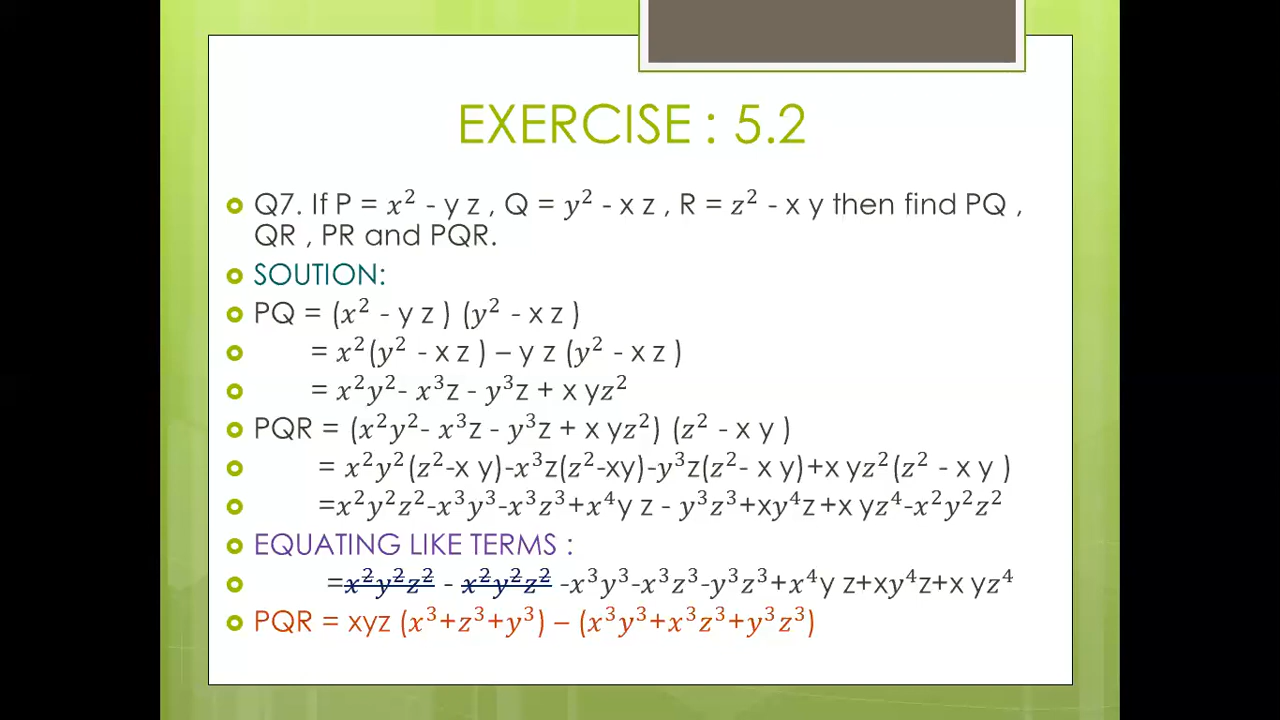 EXERCISE : 5.2
Q7. If P = 𝑥² - y z , Q = 𝑦² - x z , R = 𝑧² - x y then find PQ ,
QR , PR and PQR.
SOUTION:
PQ = (𝑥² - y z ) (𝑦² - x z )
= 𝑥²(𝑦² - x z ) – y z (𝑦² - x z )
= 𝑥²𝑦²- 𝑥³z - 𝑦³z + x y𝑧²
PQR = (𝑥²𝑦²- 𝑥³z - 𝑦³z + x y𝑧²) (𝑧² - x y )
= 𝑥²𝑦²(𝑧²-x y)-𝑥³z(𝑧²-xy)-𝑦³z(𝑧²- x y)+x y𝑧²(𝑧² - x y )
=𝑥²𝑦²𝑧²-𝑥³𝑦³-𝑥³𝑧³+𝑥⁴y z - 𝑦³𝑧³+x𝑦⁴z+x y𝑧⁴-𝑥²𝑦²𝑧²
EQUATING LIKE TERMS :
=𝑥²𝑦²𝑧² - 𝑥²𝑦²𝑧² -𝑥³𝑦³-𝑥³𝑧³-𝑦³𝑧³+𝑥⁴y z+x𝑦⁴z+x y𝑧⁴
PQR = xyz (𝑥³+𝑧³+𝑦³) – (𝑥³𝑦³+𝑥³𝑧³+𝑦³𝑧³)